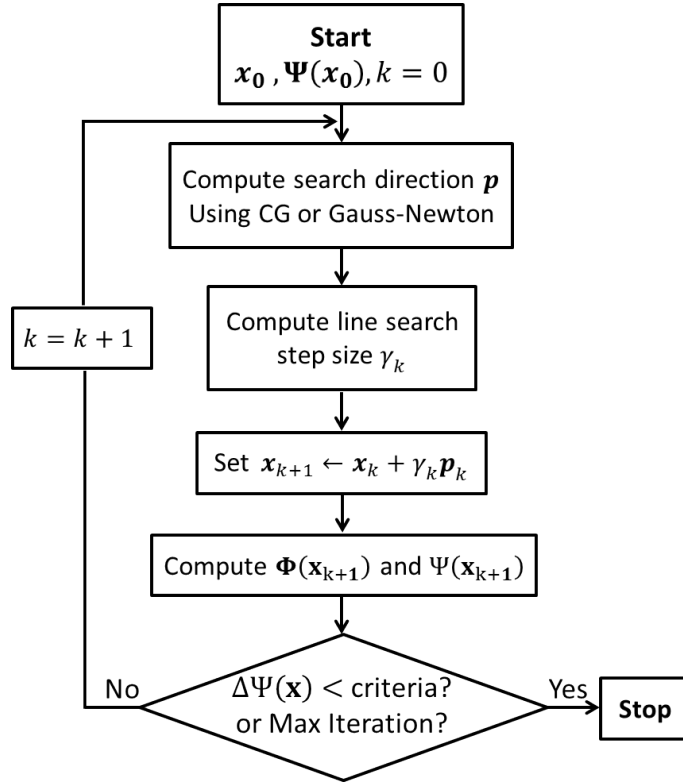 Start
𝒙₀ , 𝚿(𝒙₀), 𝑘 = 0
Compute search direction 𝒑
Using CG or Gauss-Newton
Compute line search
step size γₖ
𝑘 = 𝑘 + 1
Set 𝒙ₖ₊₁ ← 𝒙ₖ + γₖ𝒑ₖ
Compute 𝚽(𝐱ₖ₊₁) and Ψ(𝐱ₖ₊₁)
No
ΔΨ(𝐱) < criteria?
or Max Iteration?
Yes
Stop